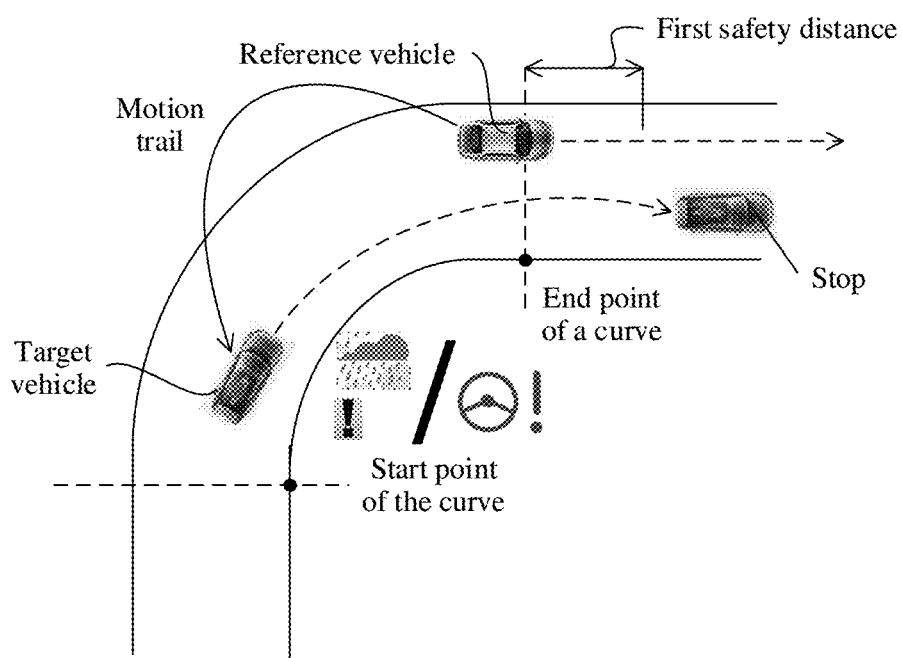 First safety distance
Reference vehicle
Motion
trail
Stop
End point
of a curve
Target
vehicle
Start point
of the curve